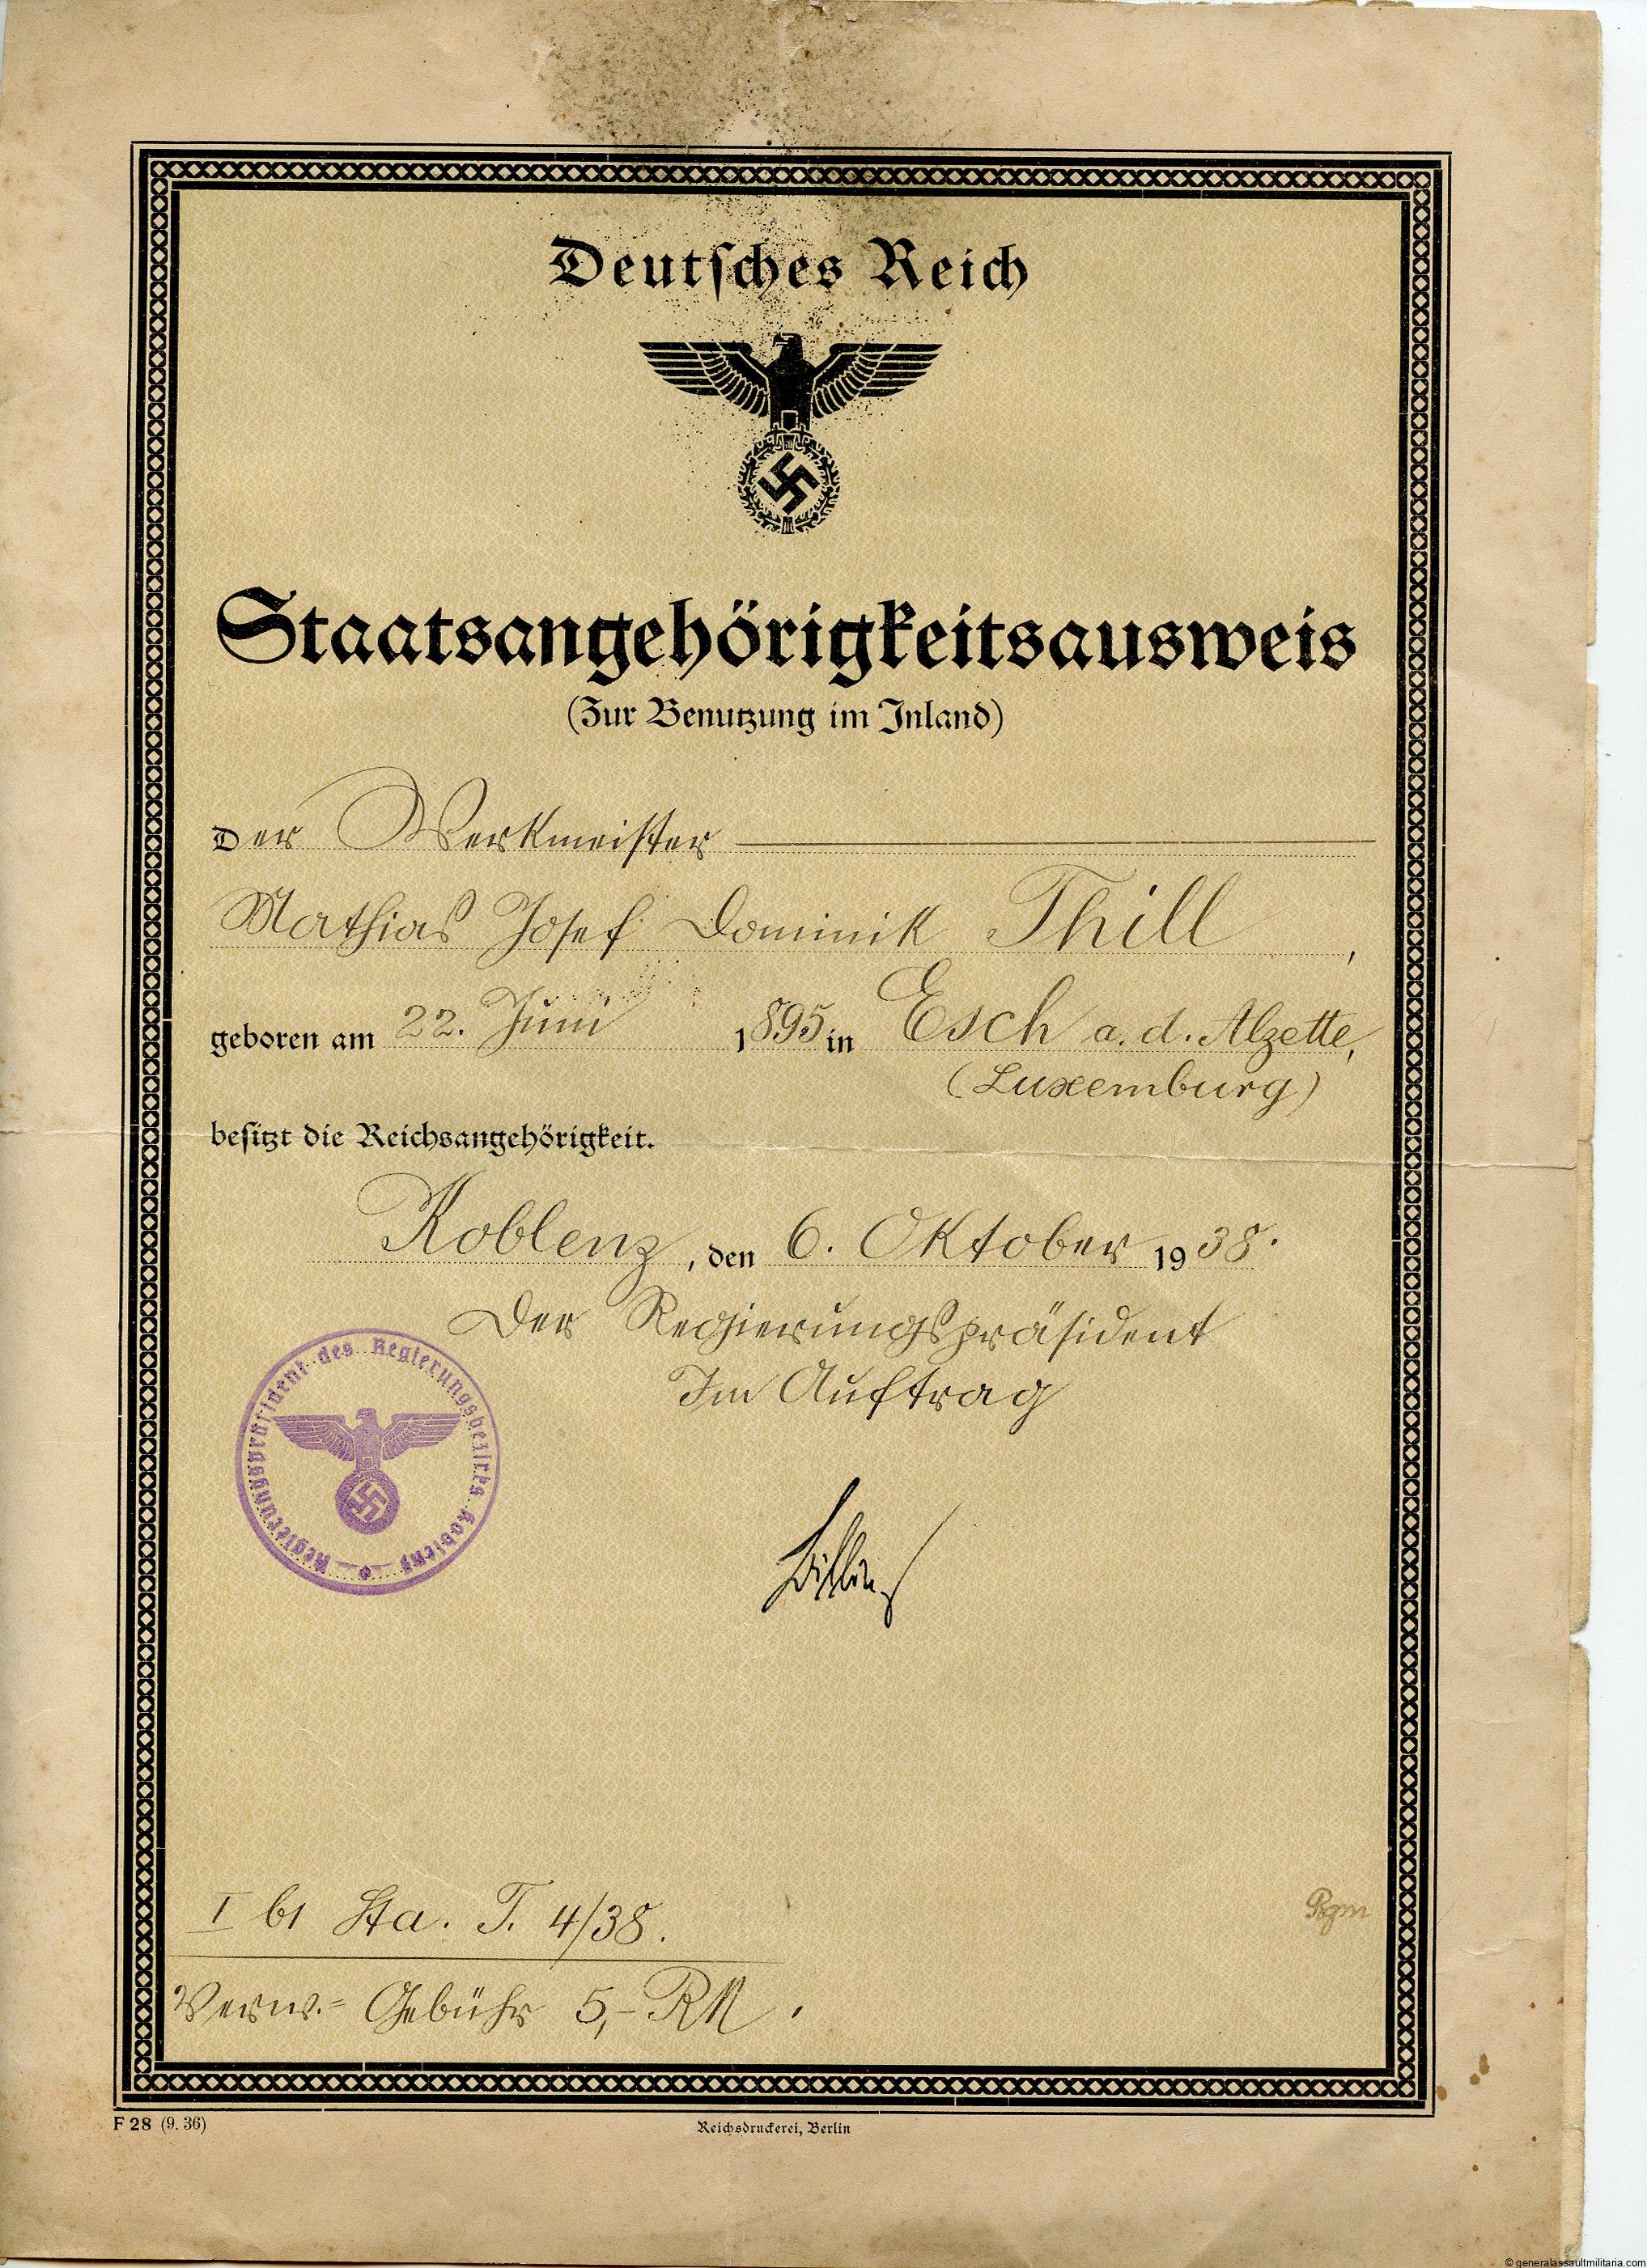 Deutsches Reich
Staatsangehörigkeitsausweis
(Zur Benutzung im Inland)
Der Werkmeister
Mathias Josef Dominik Thill,
geboren am 22. Juni 1895 in Esch a. d. Alzette,
(Luxemburg)
besitzt die Reichsangehörigkeit.
Koblenz, den 6. Oktober 1938.
Der Regierungspräsident
Im Auftrag
Regierungspräsident des Regierungsbezirks Koblenz
I b1 Sta. T. 4/38.
Verw.= Gebühr 5,- RM.
F 28 (9. 36)
Reichsdruckerei, Berlin
© generalassaultmilitaria.com